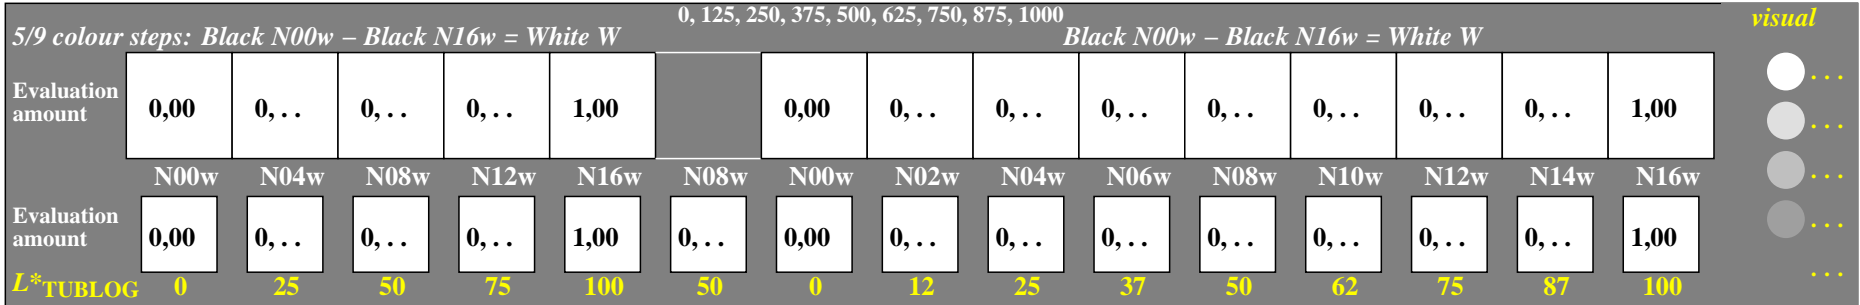 0, 125, 250, 375, 500, 625, 750, 875, 1000
visual
5/9 colour steps: Black N00w – Black N16w = White W
Black N00w – Black N16w = White W
Evaluation
amount
0,00 0, . . 0, . . 0, . . 1,00 0,00 0, . . 0, . . 0, . . 0, . . 0, . . 0, . . 0, . . 1,00
. . .
. . .
N00w N04w N08w N12w N16w N08w N00w N02w N04w N06w N08w N10w N12w N14w N16w
. . .
Evaluation
amount
0,00 0, . . 0, . . 0, . . 1,00 0, . . 0,00 0, . . 0, . . 0, . . 0, . . 0, . . 0, . . 0, . . 1,00
. . .
L*TUBLOG 0 25 50 75 100 50 0 12 25 37 50 62 75 87 100
. . .